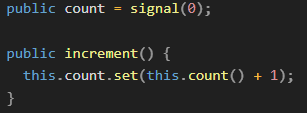 public count = signal(0);
public increment() {
this.count.set(this.count() + 1);
}